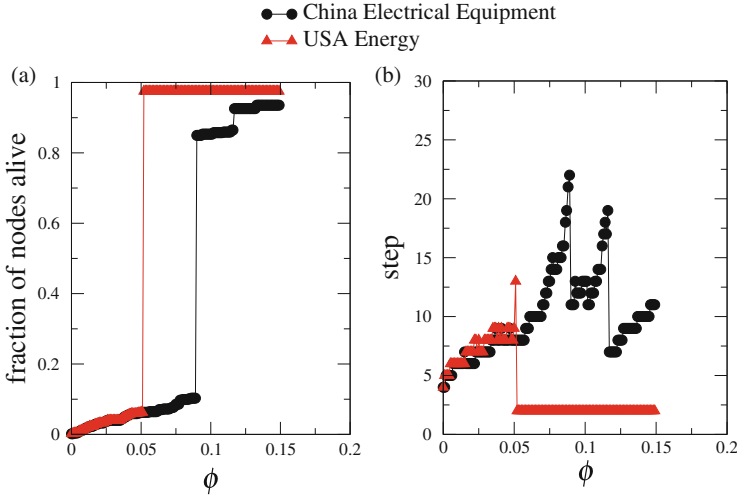 China Electrical Equipment
USA Energy
(a)
(b)
fraction of nodes alive
1
0.8
0.6
0.4
0.2
0
0 0.05 0.1 0.15 0.2
ϕ
step
30
25
20
15
10
5
0
0 0.05 0.1 0.15 0.2
ϕ